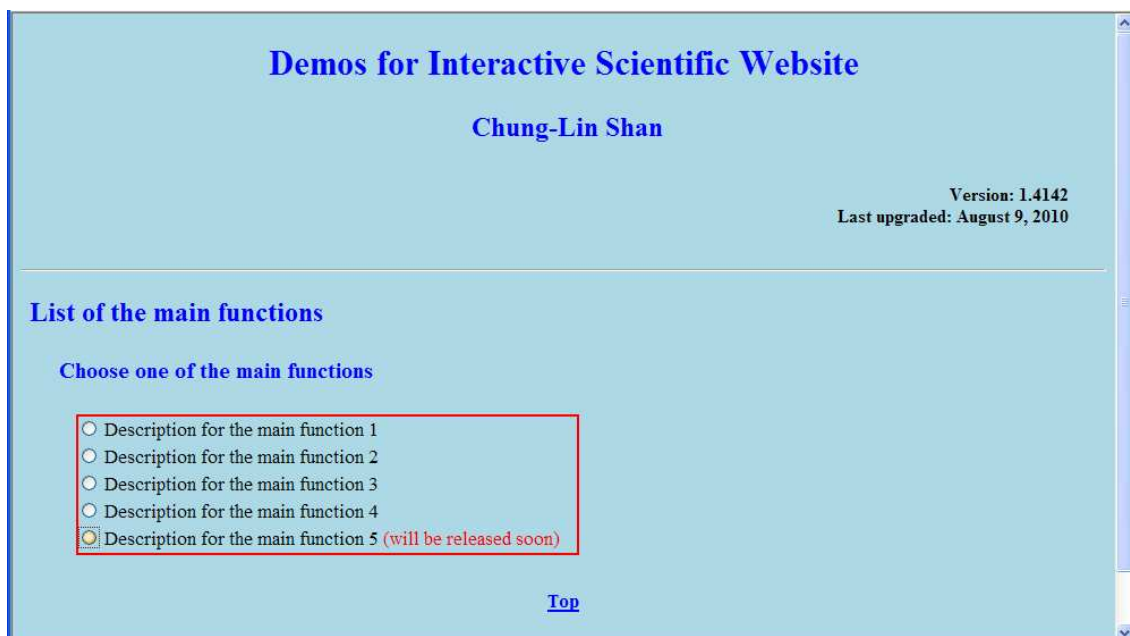 Demos for Interactive Scientific Website
Chung-Lin Shan
Version: 1.4142
Last upgraded: August 9, 2010
List of the main functions
Choose one of the main functions
Description for the main function 1
Description for the main function 2
Description for the main function 3
Description for the main function 4
Description for the main function 5 (will be released soon)
Top